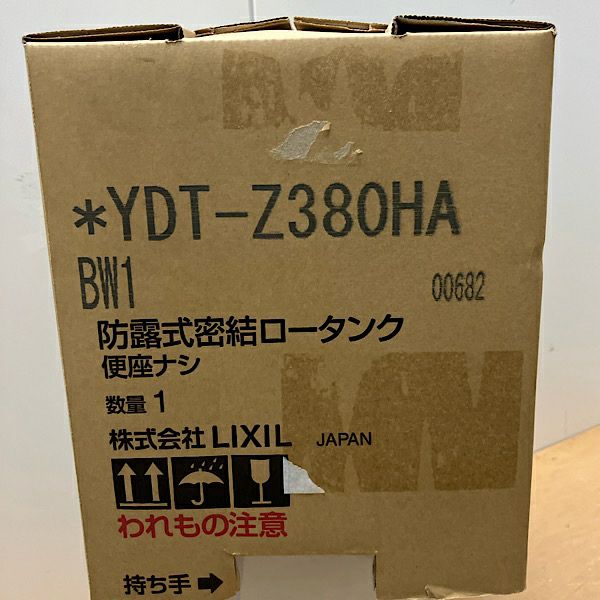 *YDT-Z380HA
BW1 00682
防露式密結ロータンク
便座ナシ
数量 1
株式会社 LIXIL JAPAN
われもの注意
持ち手 ➡